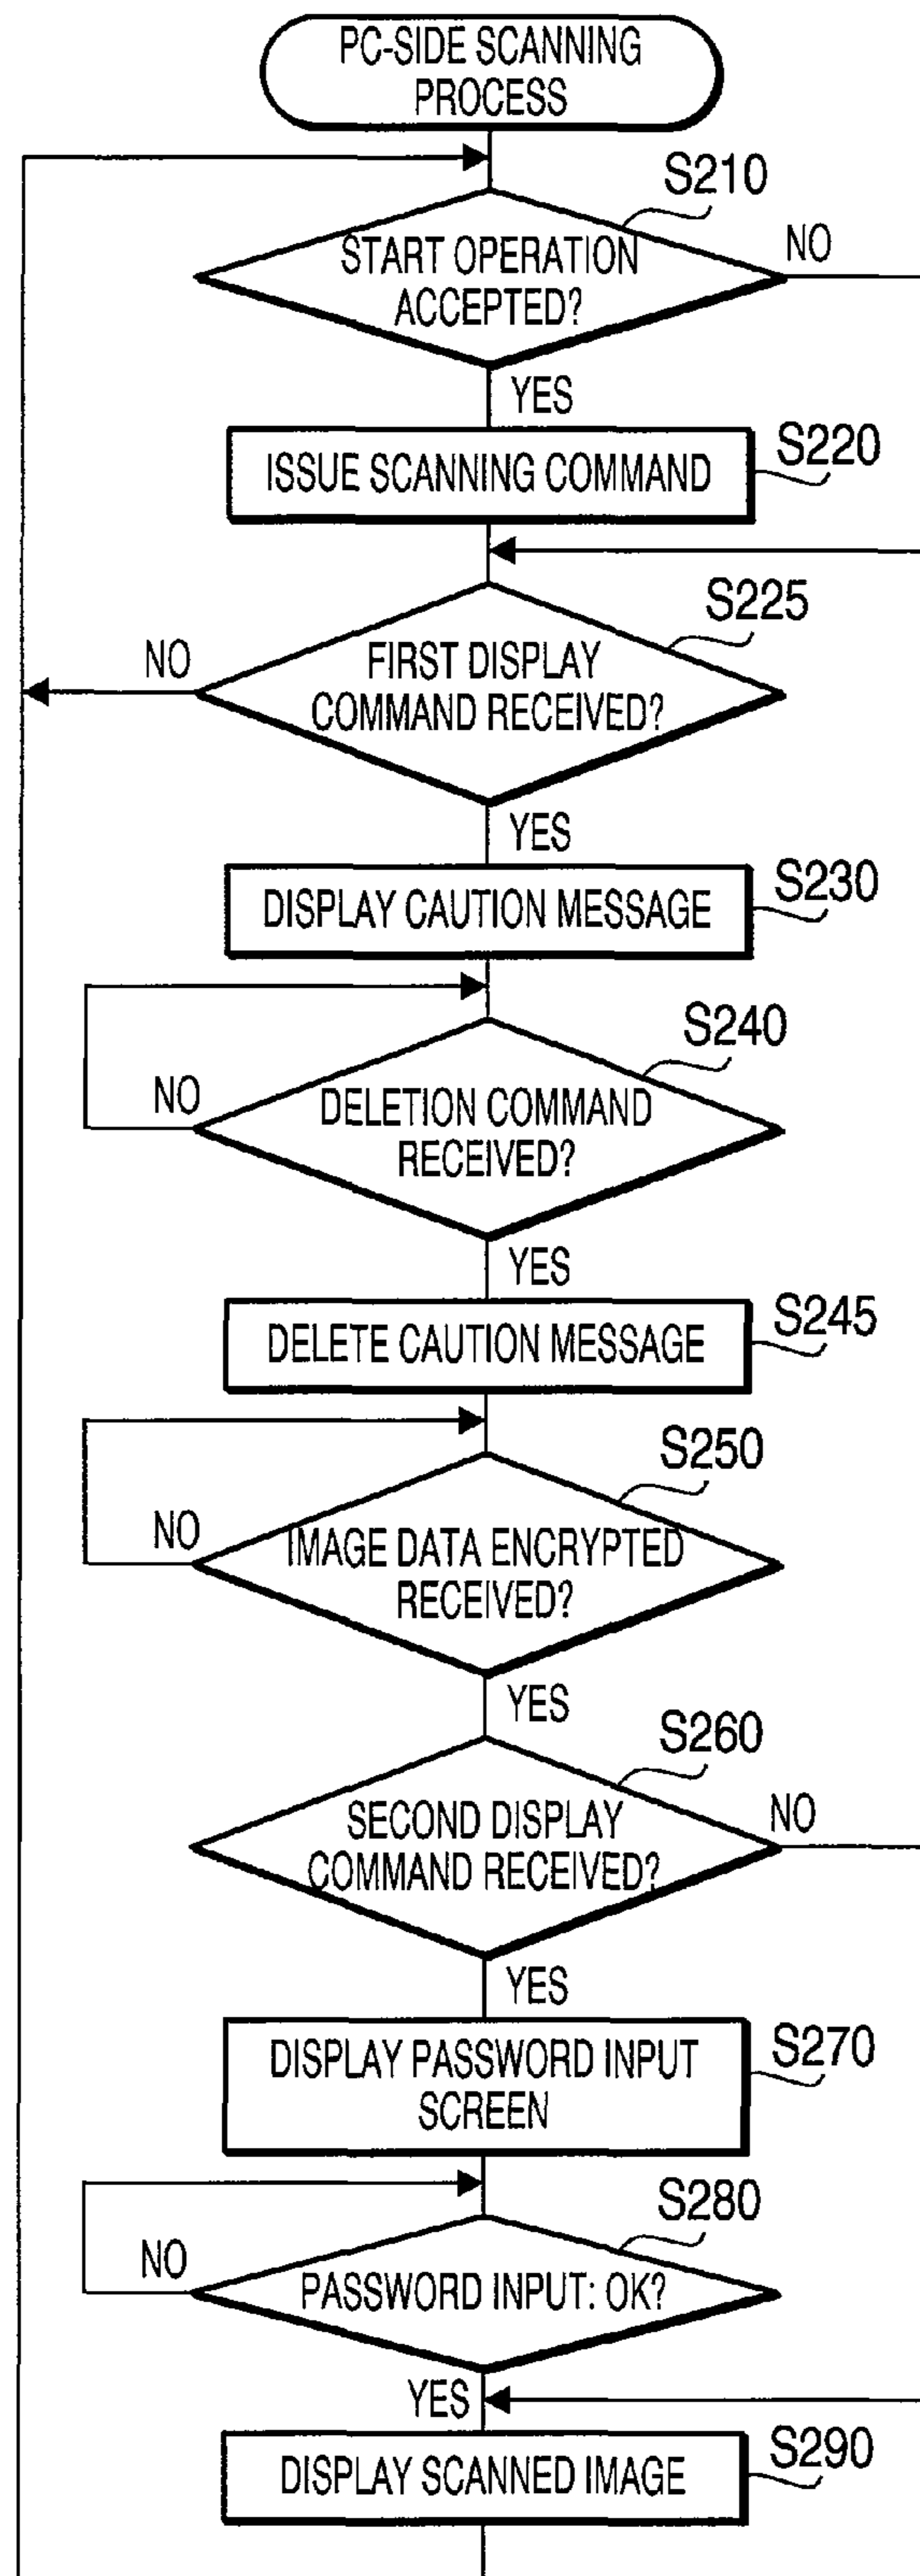 PC-SIDE SCANNING
PROCESS
S210
START OPERATION
ACCEPTED?
NO
YES
ISSUE SCANNING COMMAND
S220
S225
NO
FIRST DISPLAY
COMMAND RECEIVED?
YES
DISPLAY CAUTION MESSAGE
S230
S240
NO
DELETION COMMAND
RECEIVED?
YES
DELETE CAUTION MESSAGE
S245
S250
NO
IMAGE DATA ENCRYPTED
RECEIVED?
YES
S260
SECOND DISPLAY
COMMAND RECEIVED?
NO
YES
DISPLAY PASSWORD INPUT
SCREEN
S270
S280
NO
PASSWORD INPUT: OK?
YES
DISPLAY SCANNED IMAGE
S290